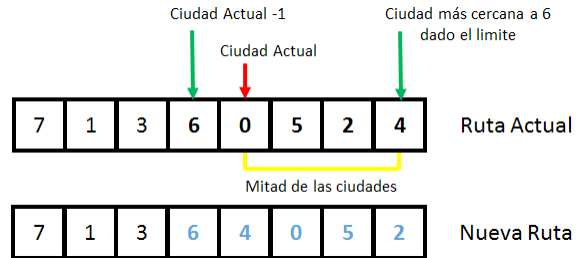 Ciudad Actual -1
Ciudad más cercana a 6
dado el limite
Ciudad Actual
7 1 3 6 0 5 2 4 Ruta Actual
Mitad de las ciudades
7 1 3 6 4 0 5 2 Nueva Ruta